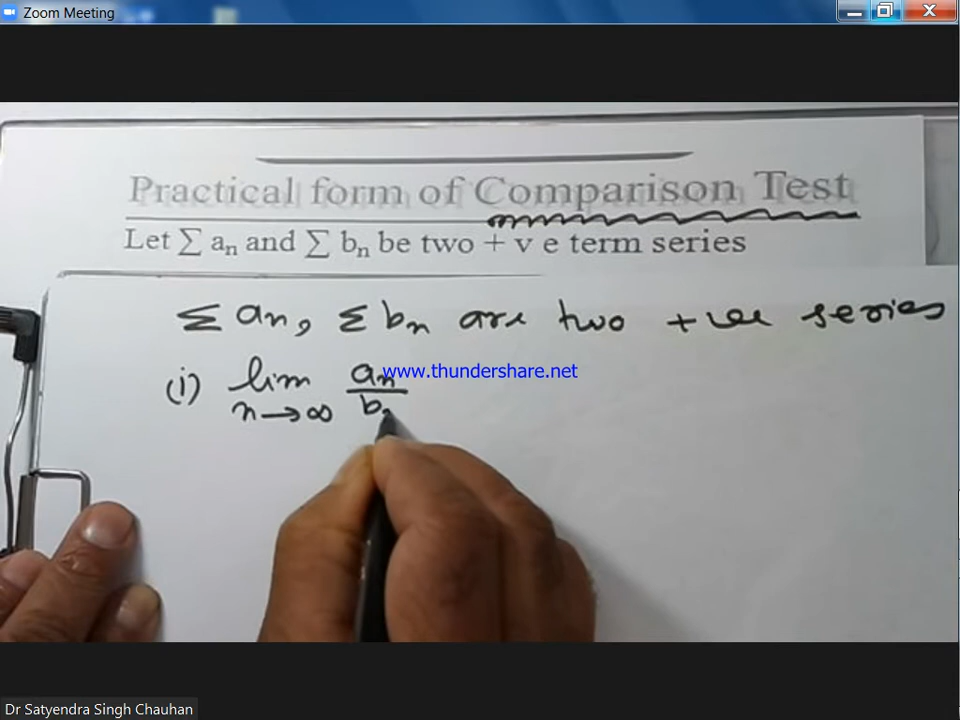 Zoom Meeting
Practical form of Comparison Test
Let ∑ aₙ and ∑ bₙ be two + v e term series
∑ aₙ, ∑ bₙ are two +ve series
(i) lim n→∞ aₙ/bₙ
www.thundershare.net
Dr Satyendra Singh Chauhan